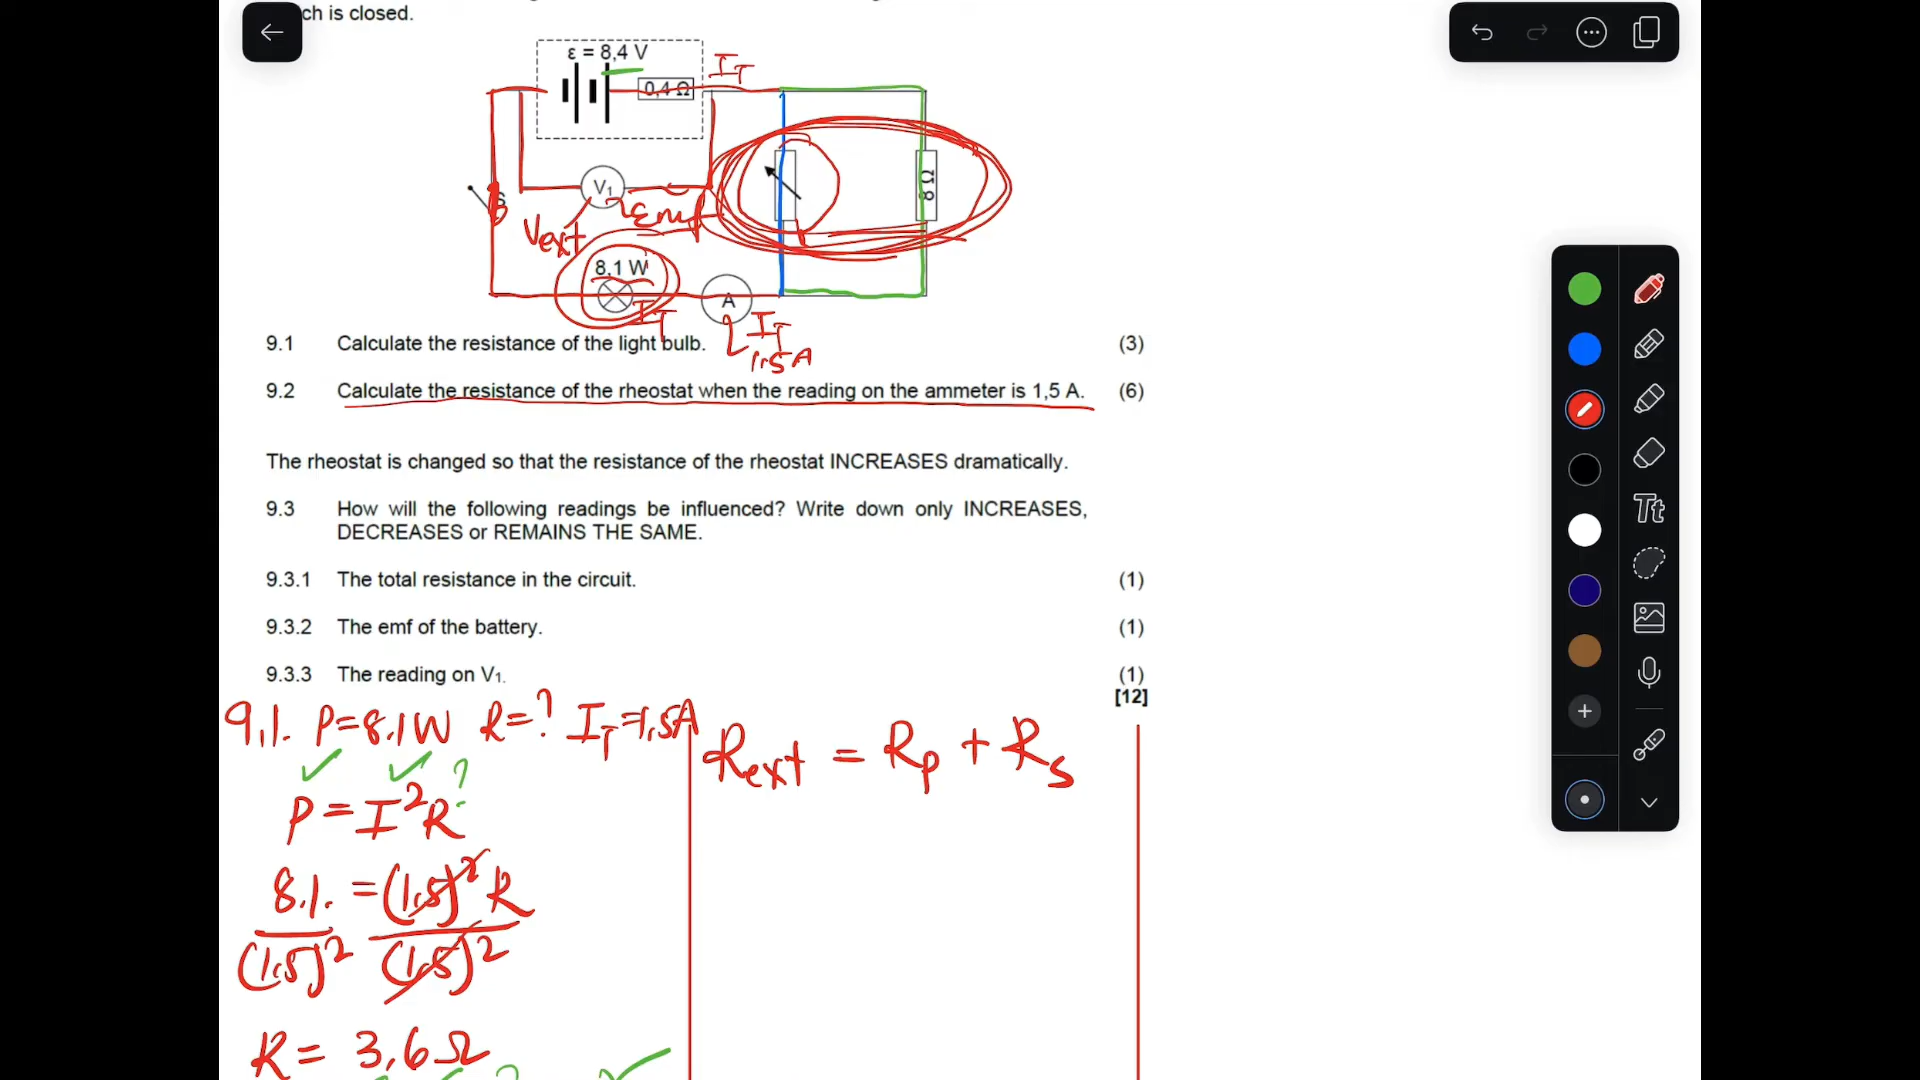 ch is closed.
ε = 8,4 V
I_T
0,4 Ω
V₁
S
8 Ω
Vext
Emf
8,1 W
I_T
A
I_T
1.5A
9.1 Calculate the resistance of the light bulb. (3)
9.2 Calculate the resistance of the rheostat when the reading on the ammeter is 1,5 A. (6)
The rheostat is changed so that the resistance of the rheostat INCREASES dramatically.
9.3 How will the following readings be influenced? Write down only INCREASES,
DECREASES or REMAINS THE SAME.
9.3.1 The total resistance in the circuit. (1)
9.3.2 The emf of the battery. (1)
9.3.3 The reading on V₁. (1)
[12]
9.1. P=8.1W R=? I_T=1.5A
Rext = Rp + Rs
?
P = I²R
8.1. = (1.5)² R
(1.5)² (1.5)²
R = 3,6Ω
Tt